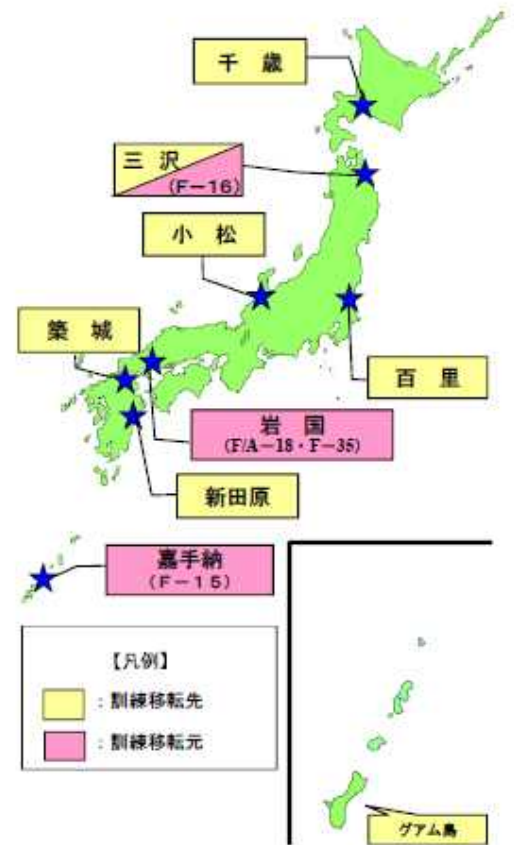 千 歳
三 沢
(F-16)
小 松
築 城
百 里
岩 国
(F/A-18・F-35)
新田原
嘉手納
(F-15)
【凡例】
：訓練移転先
：訓練移転元
グアム島